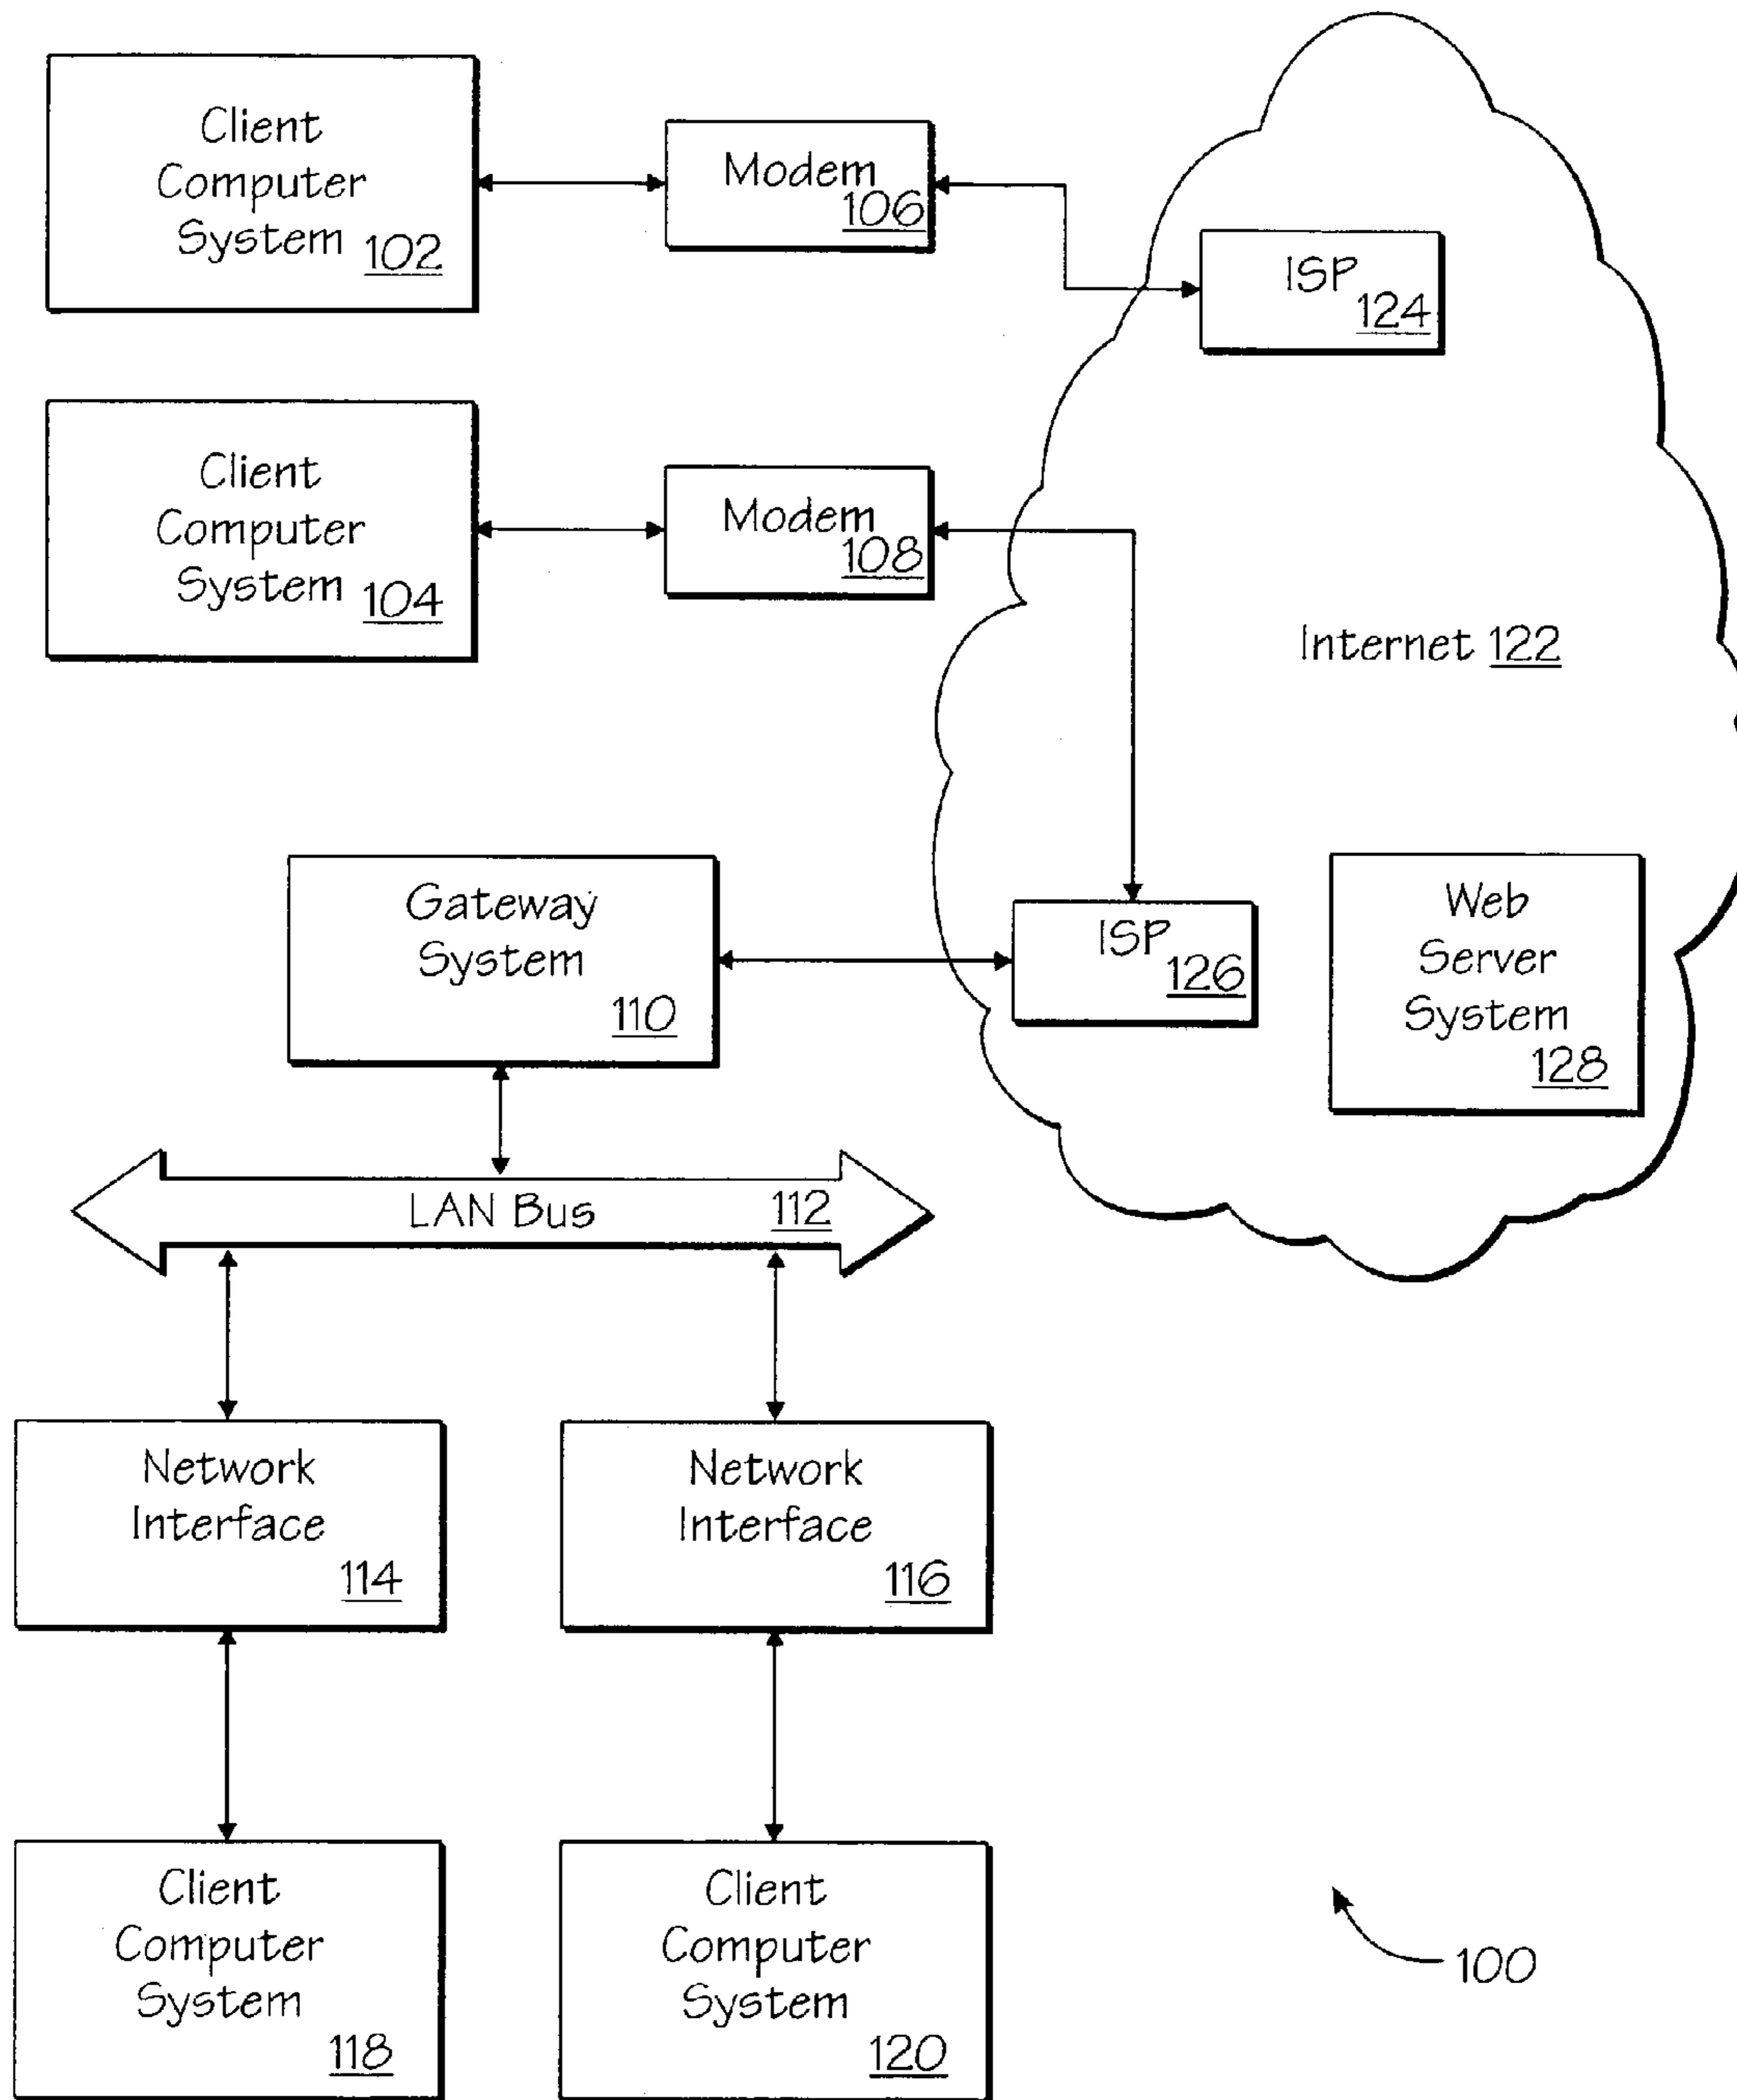 Client
Computer
System 102
Modem
106
ISP
124
Client
Computer
System 104
Modem
108
Internet 122
Gateway
System
110
ISP
126
Web
Server
System
128
LAN Bus 112
Network
Interface
114
Network
Interface
116
Client
Computer
System
118
Client
Computer
System
120
100